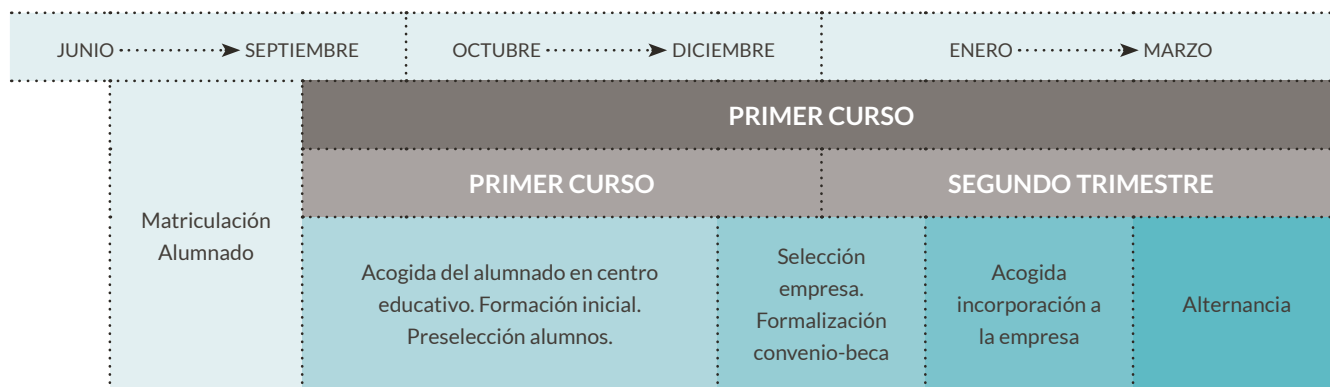 JUNIO SEPTIEMBRE OCTUBRE DICIEMBRE ENERO MARZO
PRIMER CURSO
PRIMER CURSO SEGUNDO TRIMESTRE
Matriculación
Alumnado
Acogida del alumnado en centro
educativo. Formación inicial.
Preselección alumnos.
Selección
empresa.
Formalización
convenio-beca
Acogida
incorporación a
la empresa
Alternancia